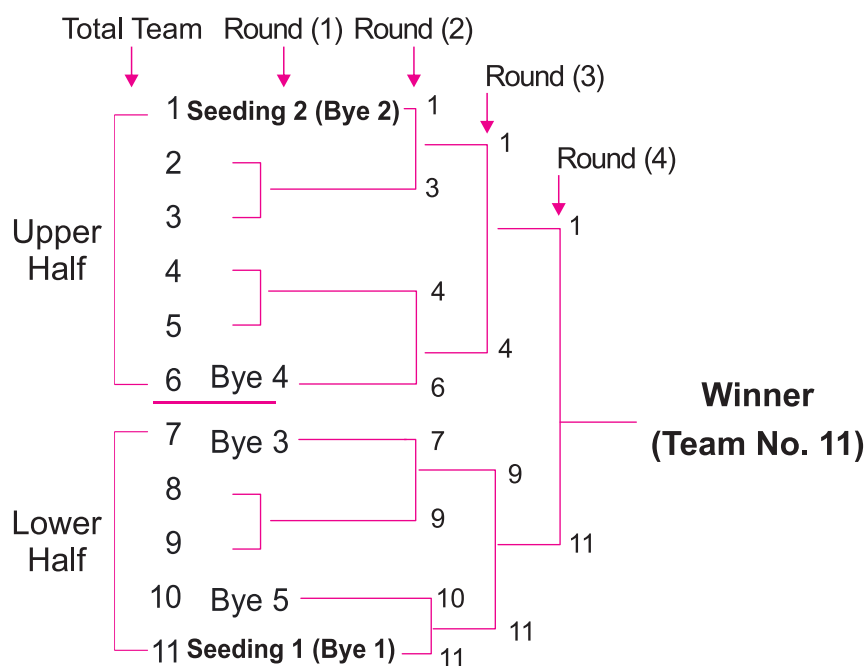 Total Team Round (1) Round (2)
Round (3)
Round (4)
Upper
Half
1 Seeding 2 (Bye 2) 1
1
2
3
3
1
4
4
5
4
6 Bye 4 6
Winner
(Team No. 11)
Lower
Half
7 Bye 3 7
9
8
9
9
11
10 Bye 5 10
11
11 Seeding 1 (Bye 1) 11